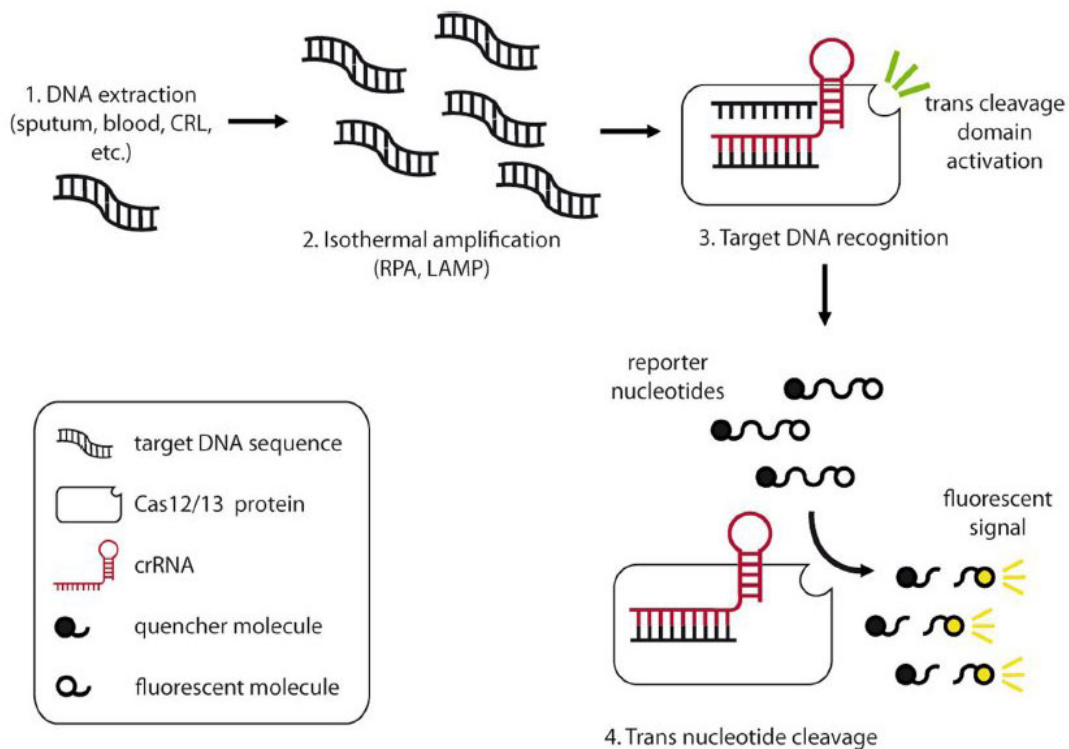 1. DNA extraction
(sputum, blood, CRL,
etc.)
2. Isothermal amplification
(RPA, LAMP)
trans cleavage
domain
activation
3. Target DNA recognition
reporter
nucleotides
target DNA sequence
Cas12/13 protein
crRNA
quencher molecule
fluorescent molecule
fluorescent
signal
4. Trans nucleotide cleavage